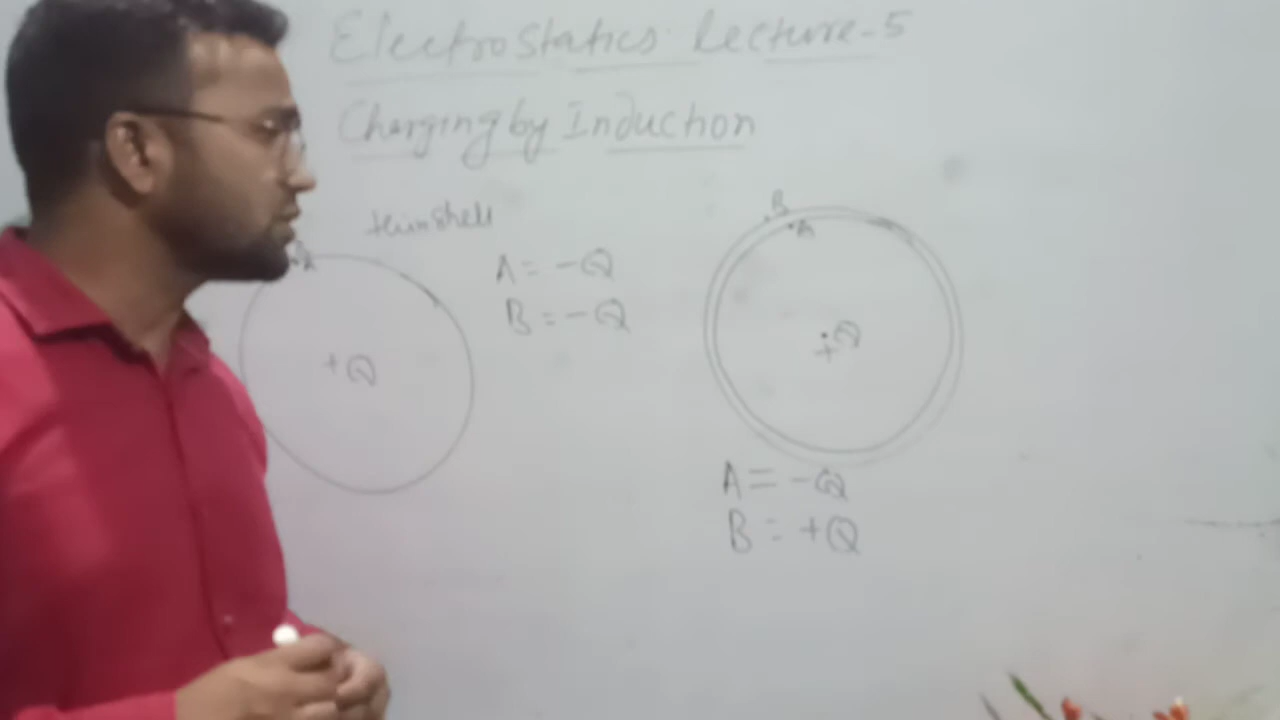 Electrostatics Lecture-5
Charging by Induction
thin shell
A
A = -Q
B = -Q
+Q
B
A
+Q
A = -Q
B = +Q